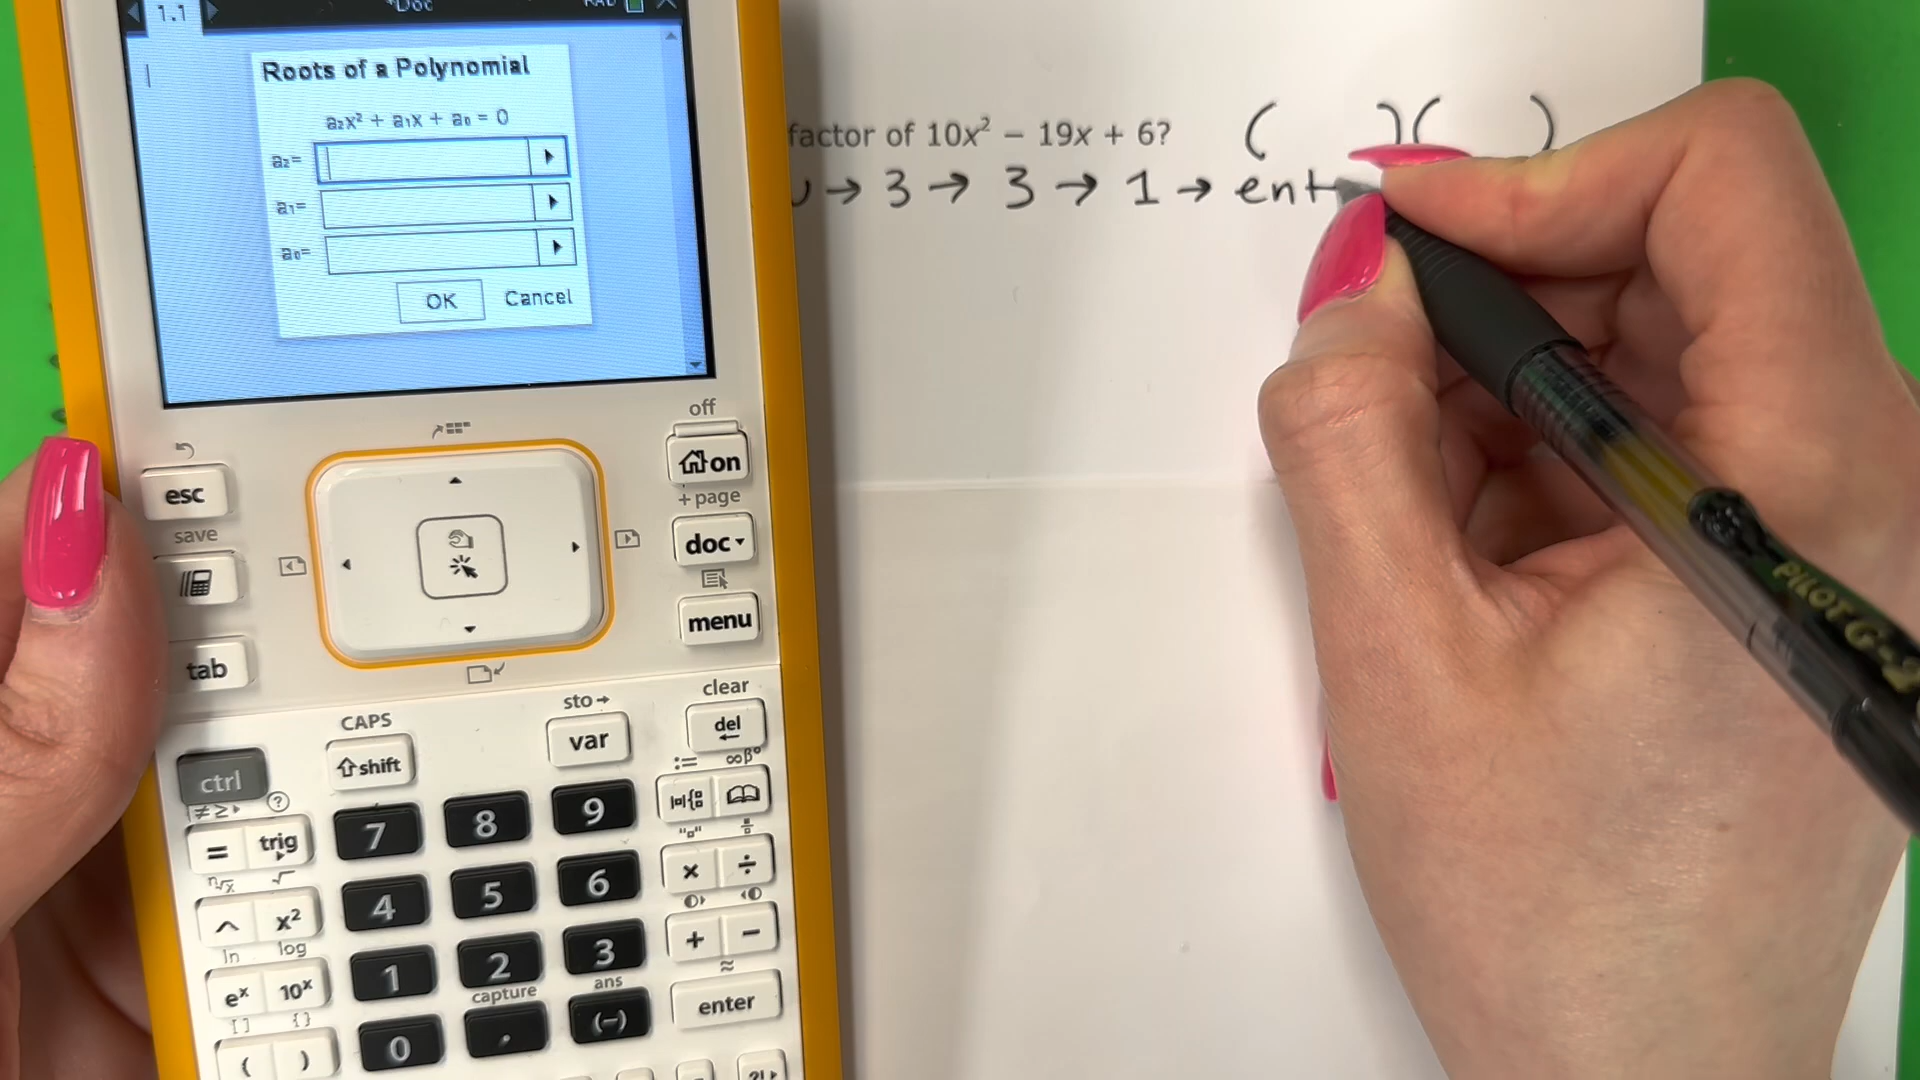 1.1 *Doc RAD
Roots of a Polynomial
a₂x² + a₁x + a₀ = 0
a₂=
a₁=
a₀=
OK Cancel
factor of 10x² − 19x + 6? ( )( )
→ 3 → 3 → 1 → ent
off
esc on
save + page
doc
tab menu
CAPS sto→ clear
ctrl shift var del
:= ∞β°
≠≥▸ ?
= trig 7 8 9 |□|{□
"□"
ⁿ√x √ × ÷
^ x² 4 5 6
ln log + −
eˣ 10ˣ 1 2 3 ≈
[] {} capture ans
( ) 0 . (−) enter
?!▸
PILOT G-2